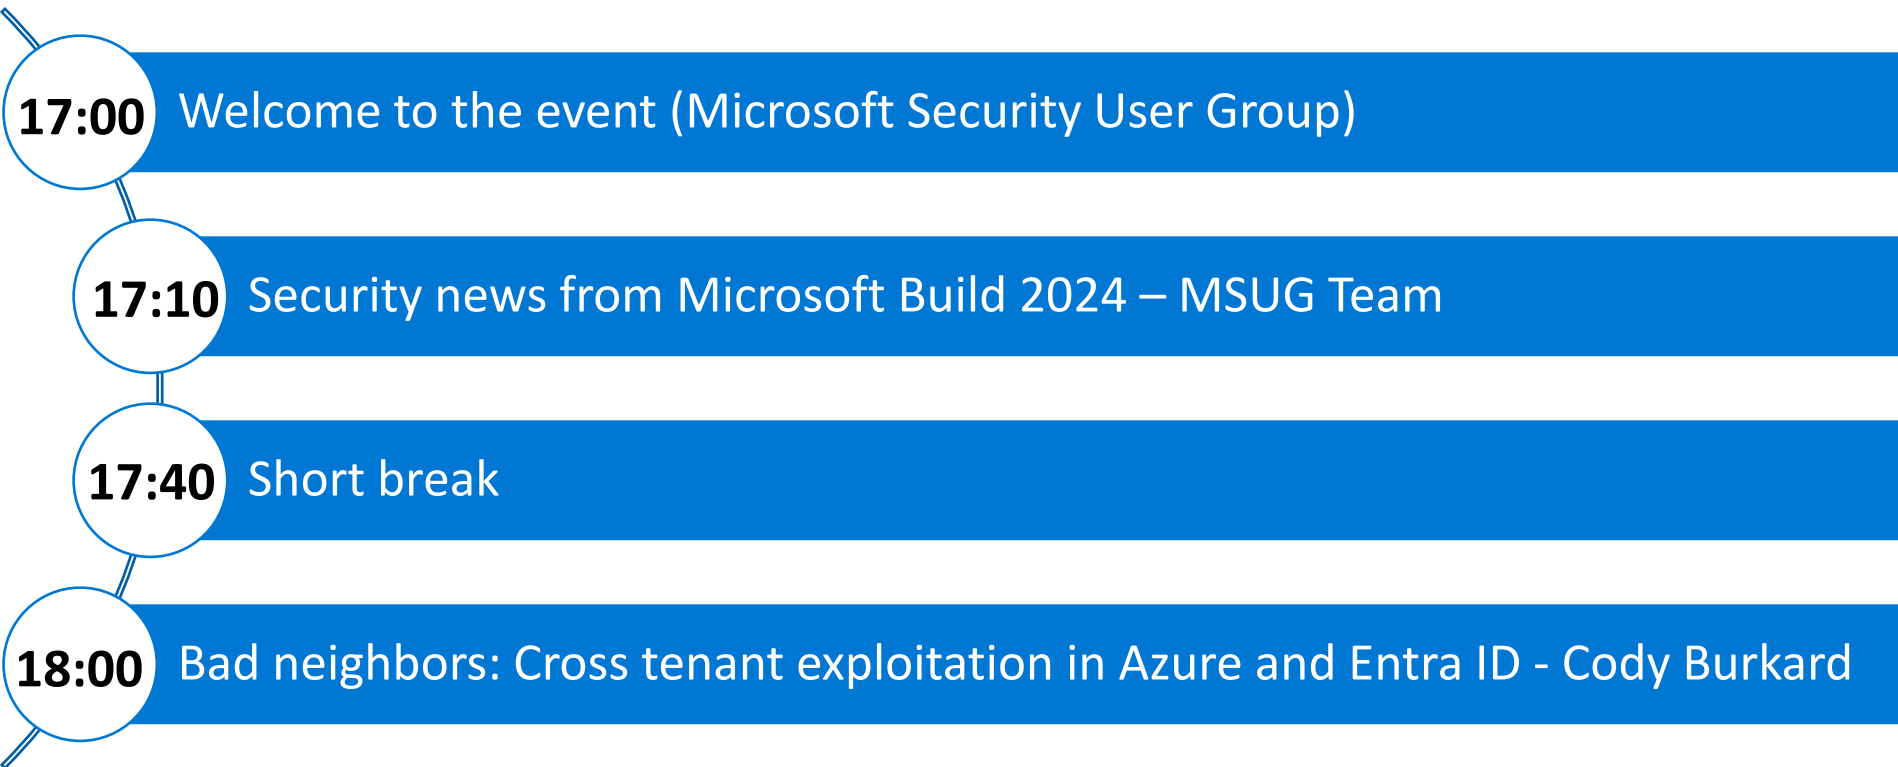 17:00 Welcome to the event (Microsoft Security User Group)
17:10 Security news from Microsoft Build 2024 – MSUG Team
17:40 Short break
18:00 Bad neighbors: Cross tenant exploitation in Azure and Entra ID - Cody Burkard